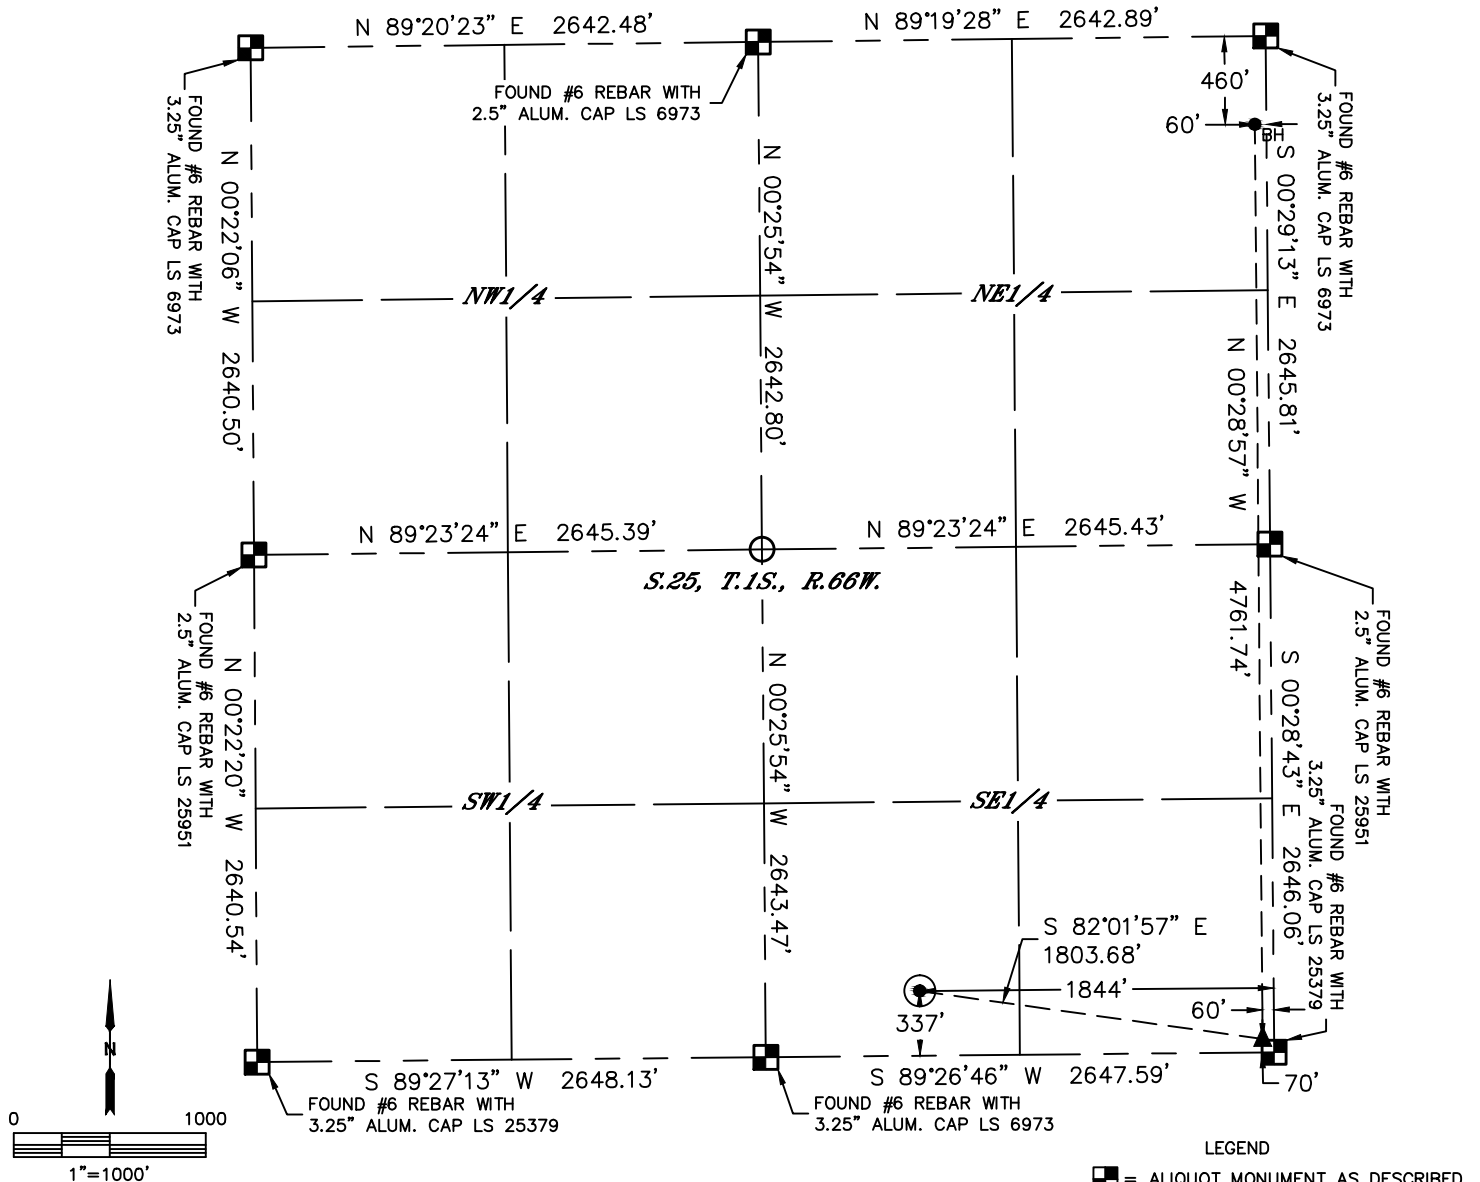 N 89°20'23" E 2642.48'
N 89°19'28" E 2642.89'
FOUND #6 REBAR WITH
3.25" ALUM. CAP LS 6973
FOUND #6 REBAR WITH
2.5" ALUM. CAP LS 6973
460'
60'
BH
FOUND #6 REBAR WITH
3.25" ALUM. CAP LS 6973
N 00°22'06" W 2640.50'
N 00°25'54" W 2642.80'
S 00°29'13" E 2645.81'
N 00°28'57" W 4761.74'
NW1/4
NE1/4
N 89°23'24" E 2645.39'
N 89°23'24" E 2645.43'
S.25, T.1S., R.66W.
FOUND #6 REBAR WITH
2.5" ALUM. CAP LS 25951
FOUND #6 REBAR WITH
2.5" ALUM. CAP LS 25951
N 00°22'20" W 2640.54'
N 00°25'54" W 2643.47'
S 00°28'43" E 2646.06'
FOUND #6 REBAR WITH
3.25" ALUM. CAP LS 25379
SW1/4
SE1/4
S 82°01'57" E
1803.68'
1844'
60'
337'
70'
N
S 89°27'13" W 2648.13'
S 89°26'46" W 2647.59'
FOUND #6 REBAR WITH
3.25" ALUM. CAP LS 25379
FOUND #6 REBAR WITH
3.25" ALUM. CAP LS 6973
0 1000
1"=1000'
LEGEND
= ALIQUOT MONUMENT AS DESCRIBED